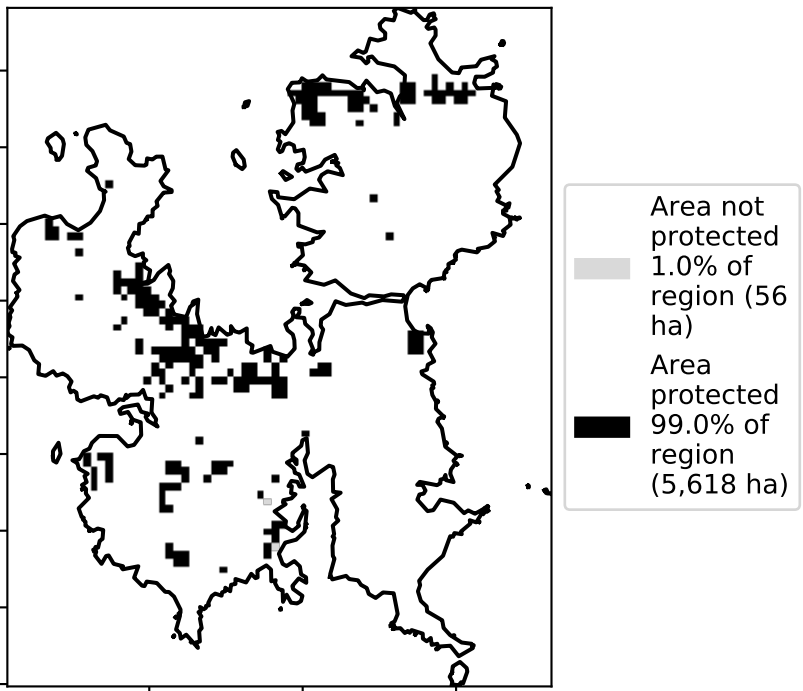 Area not
protected
1.0% of
region (56
ha)
Area
protected
99.0% of
region
(5,618 ha)